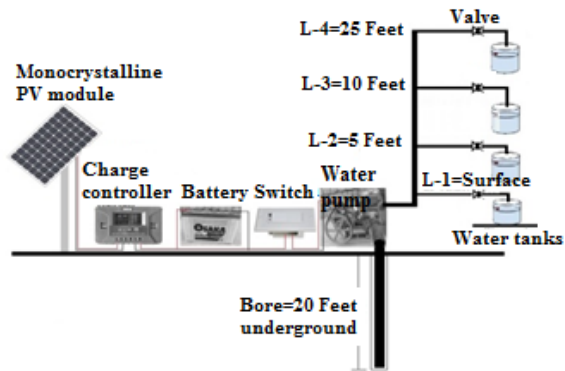 L-4=25 Feet
Valve
Monocrystalline
PV module
L-3=10 Feet
L-2=5 Feet
Charge
controller
Battery
Switch
Water
pump
L-1=Surface
OSAKA
Water tanks
Bore=20 Feet
underground